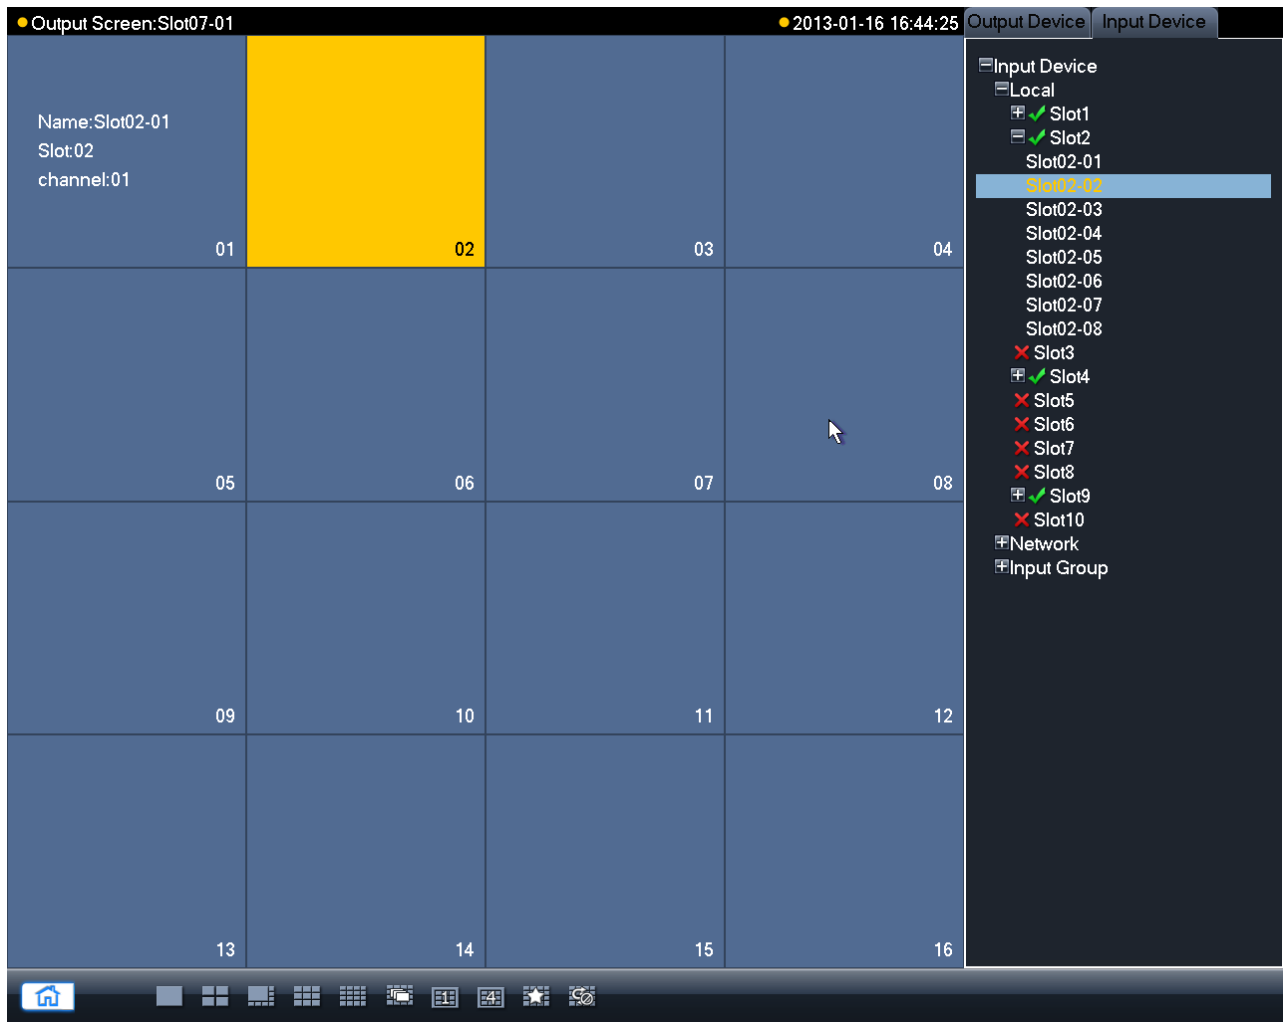 Output Screen:Slot07-01
2013-01-16 16:44:25
Output Device
Input Device
Name:Slot02-01
Slot:02
channel:01
01
02
03
04
05
06
07
08
09
10
11
12
13
14
15
16
Input Device
Local
Slot1
Slot2
Slot02-01
Slot02-02
Slot02-03
Slot02-04
Slot02-05
Slot02-06
Slot02-07
Slot02-08
Slot3
Slot4
Slot5
Slot6
Slot7
Slot8
Slot9
Slot10
Network
Input Group
1
4